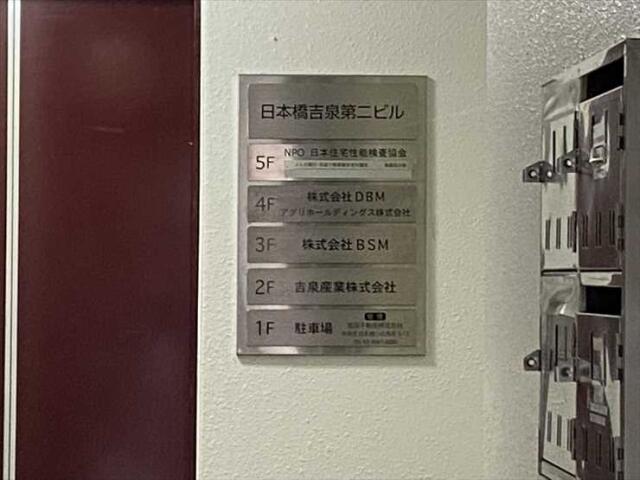 日本橋吉泉第二ビル
5F NPO 日本住宅性能検査協会
4F 株式会社DBM
アグリホールディングス株式会社
3F 株式会社BSM
2F 吉泉産業株式会社
1F 駐車場